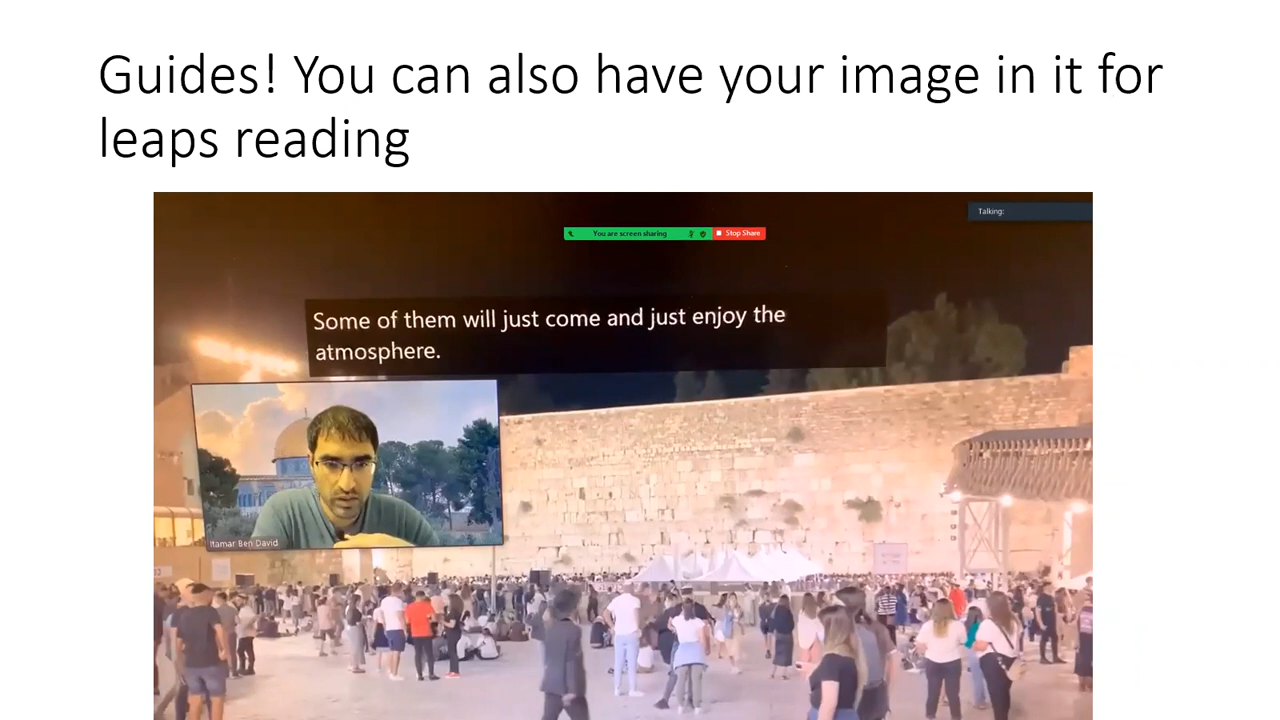 Guides! You can also have your image in it for
leaps reading
Talking:
You are screen sharing
Stop Share
Some of them will just come and just enjoy the
atmosphere.
Itamar Ben David